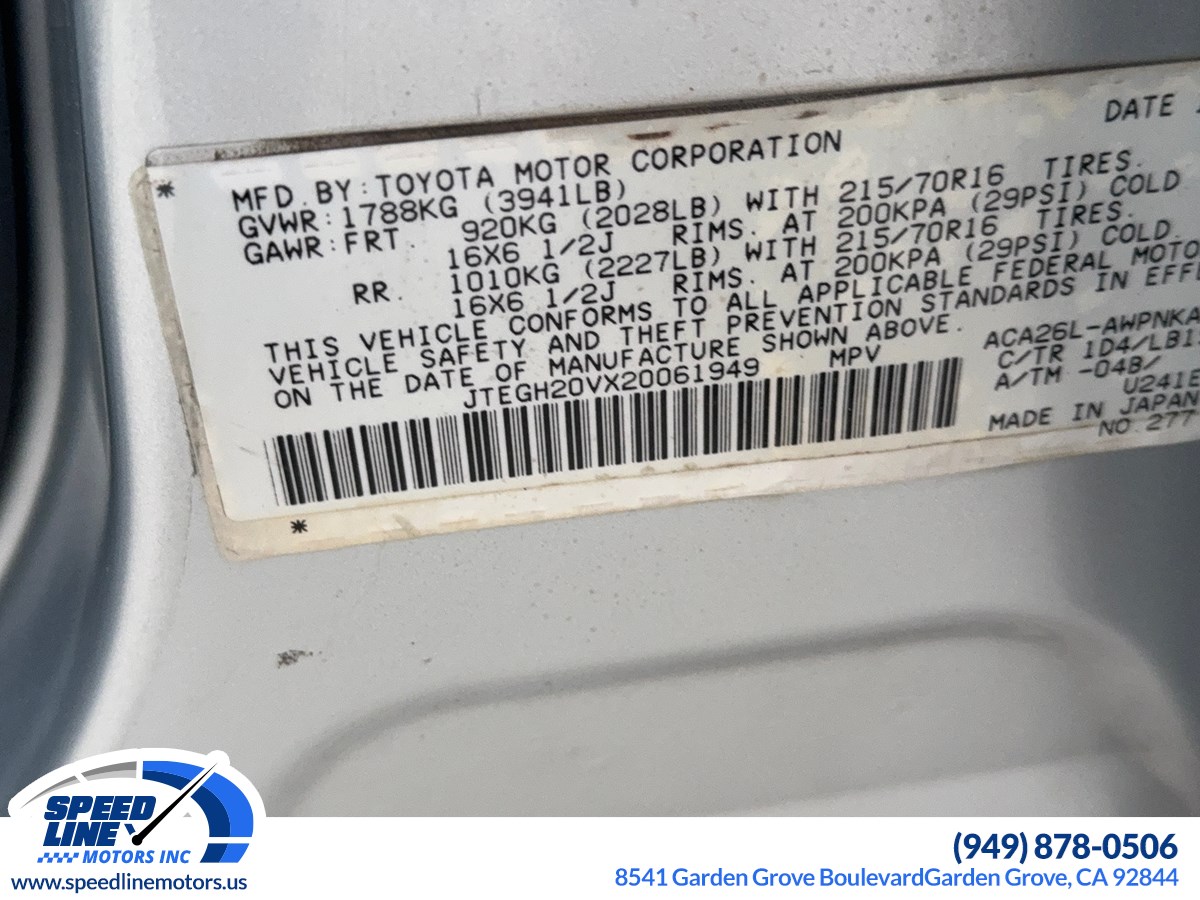 DATE
*
MFD. BY: TOYOTA MOTOR CORPORATION
GVWR: 1788KG (3941LB)
GAWR: FRT. 920KG (2028LB) WITH 215/70R16 TIRES.
16X6 1/2J RIMS. AT 200KPA (29PSI) COLD
RR. 1010KG (2227LB) WITH 215/70R16 TIRES.
16X6 1/2J RIMS. AT 200KPA (29PSI) COLD.
THIS VEHICLE CONFORMS TO ALL APPLICABLE FEDERAL MOTO
VEHICLE SAFETY AND THEFT PREVENTION STANDARDS IN EFF
ON THE DATE OF MANUFACTURE SHOWN ABOVE.
JTEGH20VX20061949 MPV
ACA26L-AWPNKA
C/TR 1D4/LB1
A/TM -04B/
U241E
MADE IN JAPAN
NO. 277
*
SPEED
LINE
MOTORS INC
www.speedlinemotors.us
(949) 878-0506
8541 Garden Grove BoulevardGarden Grove, CA 92844